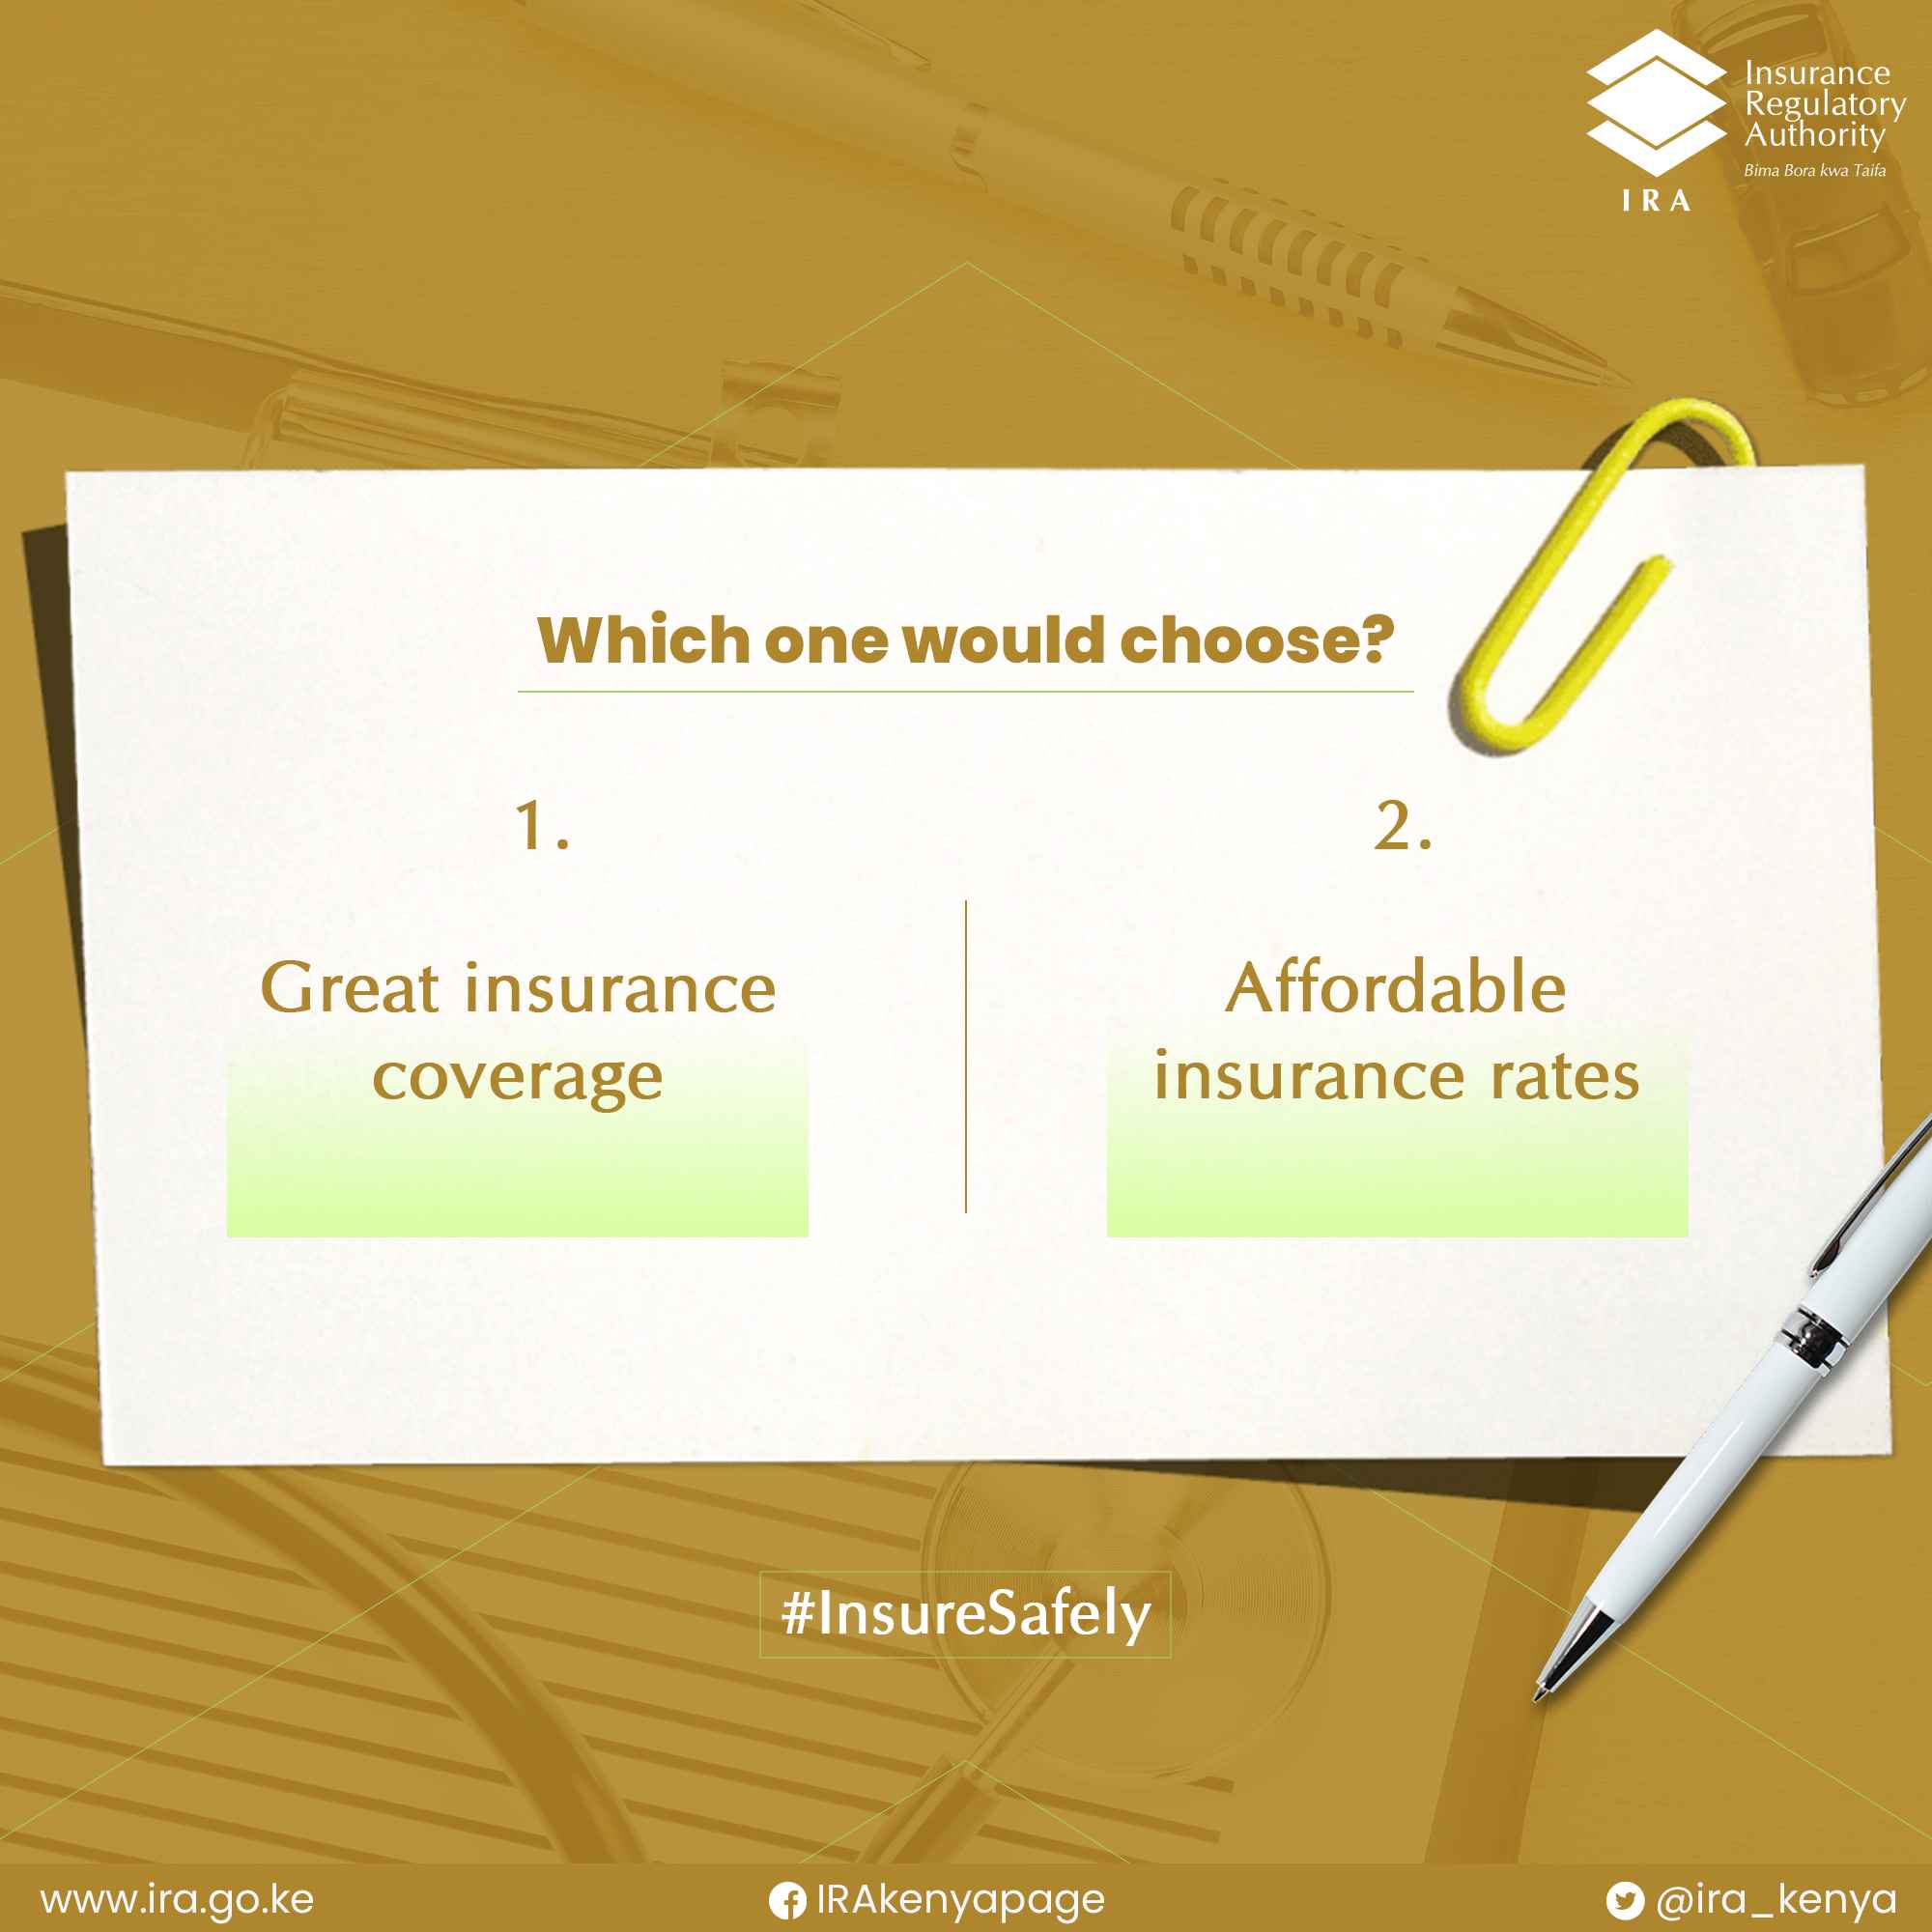 Insurance
Regulatory
Authority
Bima Bora kwa Taifa
IRA
Which one would choose?
1.
Great insurance
coverage
2.
Affordable
insurance rates
#InsureSafely
www.ira.go.ke
IRAkenyapage
@ira_kenya